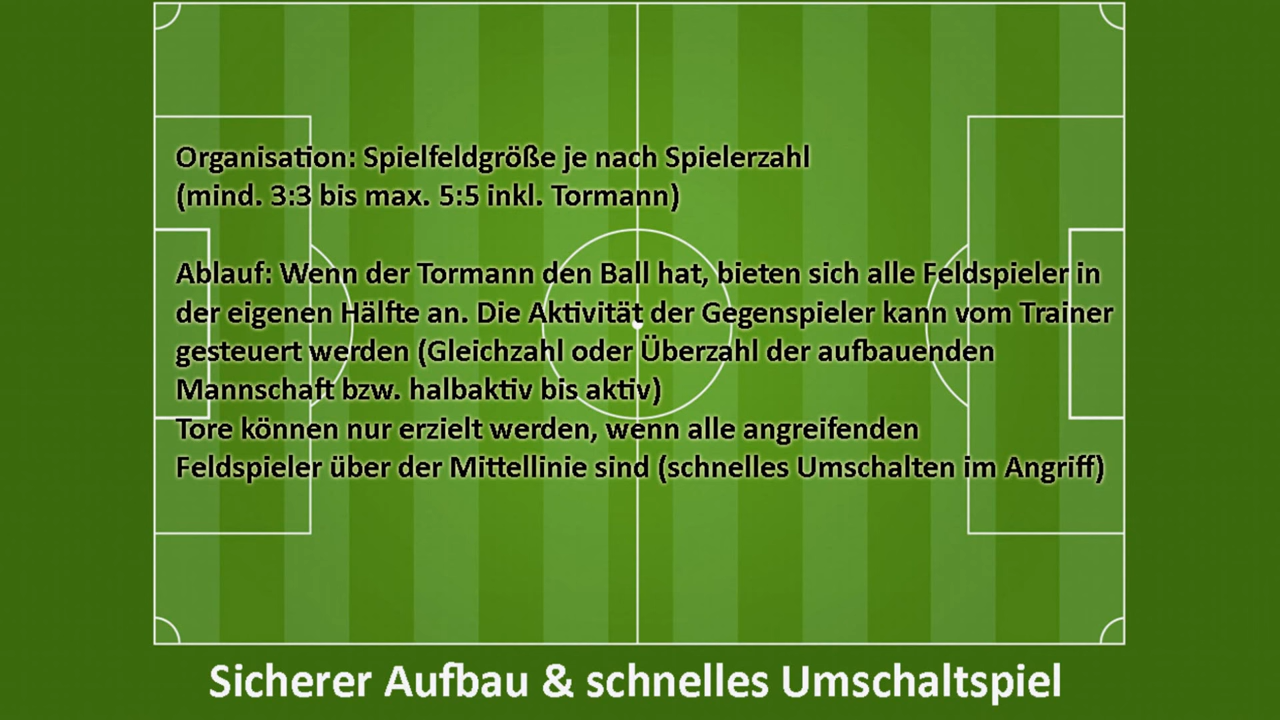 Organisation: Spielfeldgröße je nach Spielerzahl
(mind. 3:3 bis max. 5:5 inkl. Tormann)
Ablauf: Wenn der Tormann den Ball hat, bieten sich alle Feldspieler in
der eigenen Hälfte an. Die Aktivität der Gegenspieler kann vom Trainer
gesteuert werden (Gleichzahl oder Überzahl der aufbauenden
Mannschaft bzw. halbaktiv bis aktiv)
Tore können nur erzielt werden, wenn alle angreifenden
Feldspieler über der Mittellinie sind (schnelles Umschalten im Angriff)
Sicherer Aufbau & schnelles Umschaltspiel